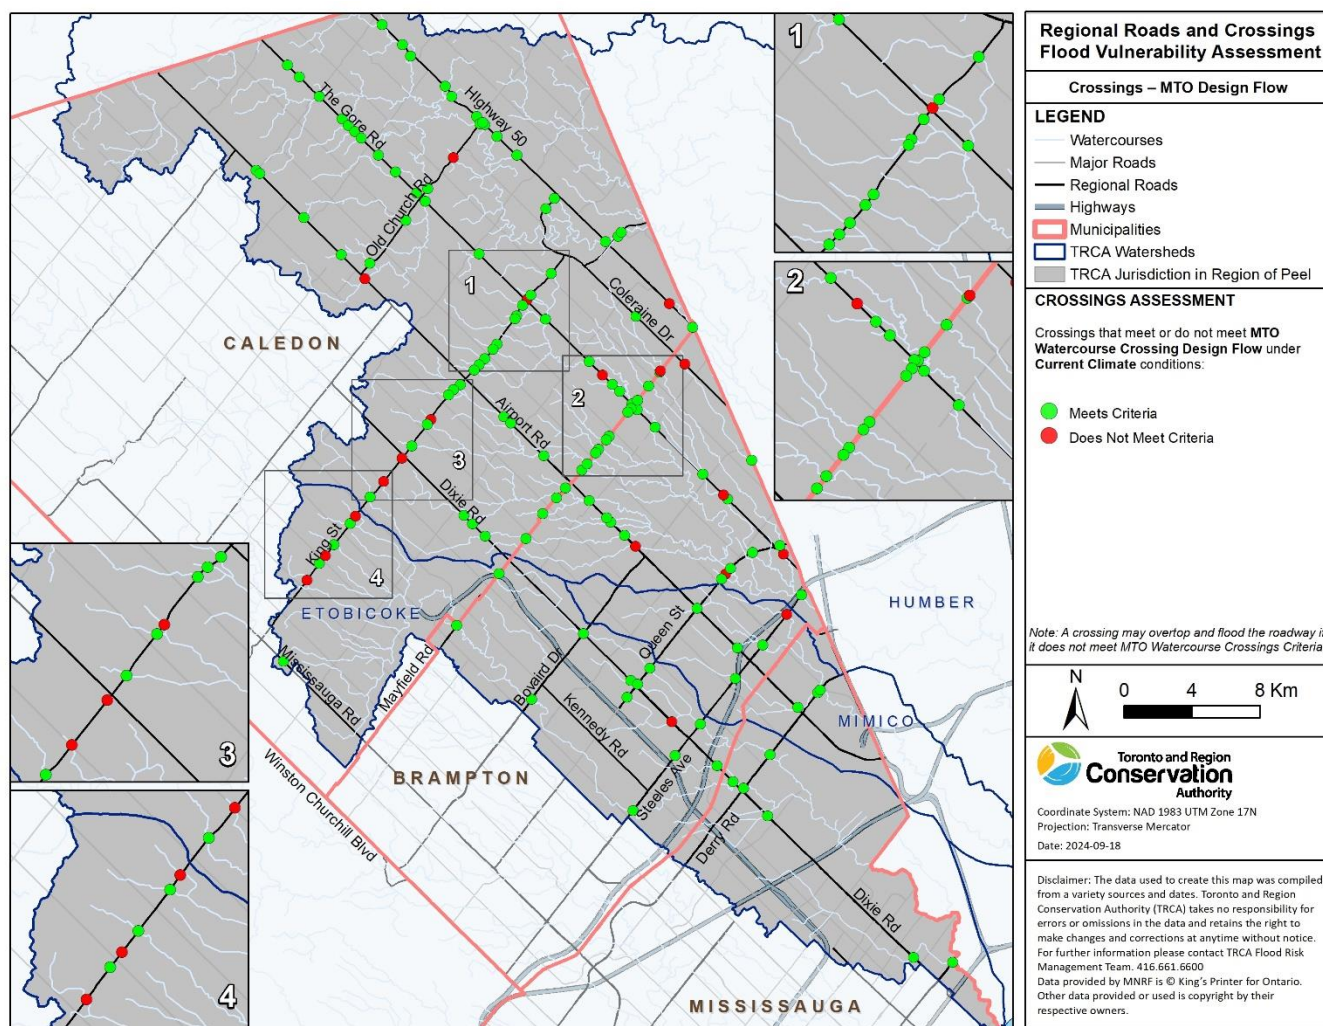 Regional Roads and Crossings
Flood Vulnerability Assessment
Crossings – MTO Design Flow
LEGEND
Watercourses
Major Roads
Regional Roads
Highways
Municipalities
TRCA Watersheds
TRCA Jurisdiction in Region of Peel
CROSSINGS ASSESSMENT
Crossings that meet or do not meet MTO
Watercourse Crossing Design Flow under
Current Climate conditions:
Meets Criteria
Does Not Meet Criteria
Note: A crossing may overtop and flood the roadway if
it does not meet MTO Watercourse Crossings Criteria
N
0 4 8 Km
Toronto and Region
Conservation
Authority
Coordinate System: NAD 1983 UTM Zone 17N
Projection: Transverse Mercator
Date: 2024-09-18
Disclaimer: The data used to create this map was compiled
from a variety sources and dates. Toronto and Region
Conservation Authority (TRCA) takes no responsibility for
errors or omissions in the data and retains the right to
make changes and corrections at anytime without notice.
For further information please contact TRCA Flood Risk
Management Team. 416.661.6600
Data provided by MNRF is © King's Printer for Ontario.
Other data provided or used is copyright by their
respective owners.
The Gore Rd
HIghway 50
Old Church Rd
1
Coleraine Dr
CALEDON
2
Airport Rd
3
Dixie Rd
King St
4
ETOBICOKE
HUMBER
Mississauga Rd
Mayfield Rd
Queen St
Bovaird Dr
Kennedy Rd
MIMICO
BRAMPTON
Winston Churchill Blvd
Steeles Ave
Derry Rd
Dixie Rd
MISSISSAUGA
1
2
3
4